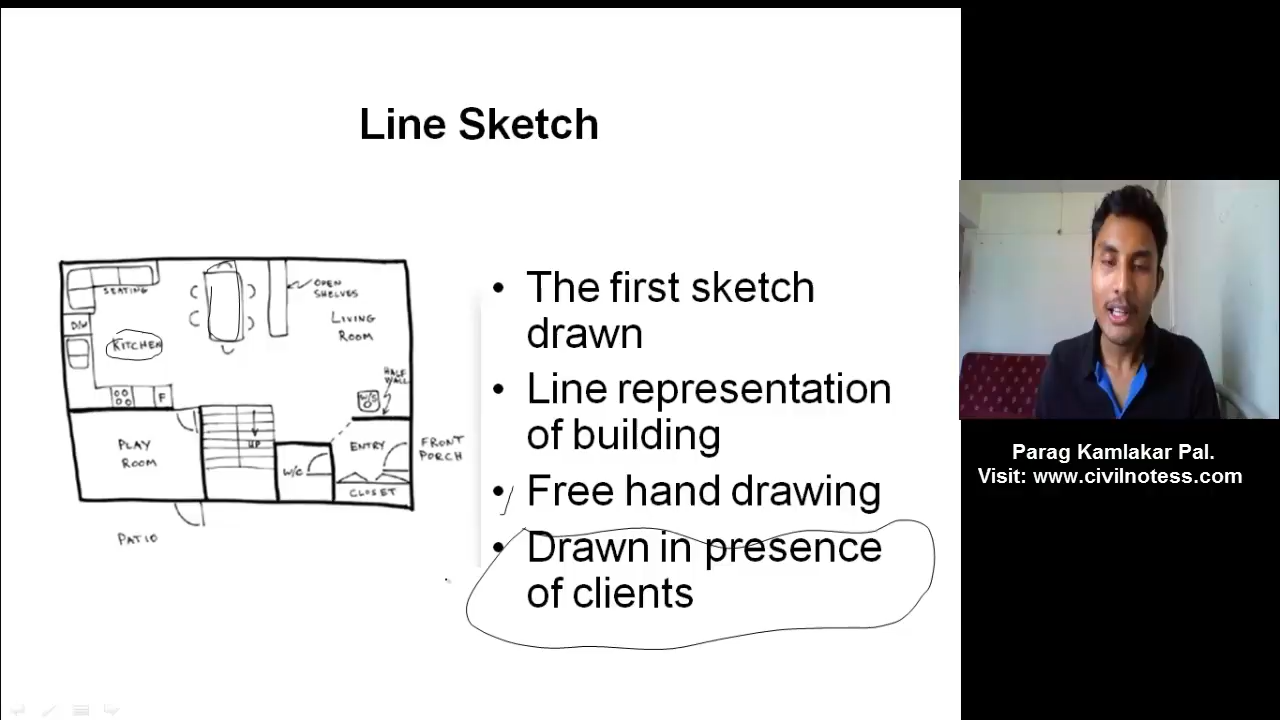 Line Sketch
SEATING
OPEN
SHELVES
D/W
LIVING
ROOM
KITCHEN
HALF
WALL
F
PLAY
ROOM
UP
ENTRY
FRONT
PORCH
W/C
CLOSET
PATIO
• The first sketch
drawn
• Line representation
of building
• Free hand drawing
• Drawn in presence
of clients
Parag Kamlakar Pal.
Visit: www.civilnotess.com